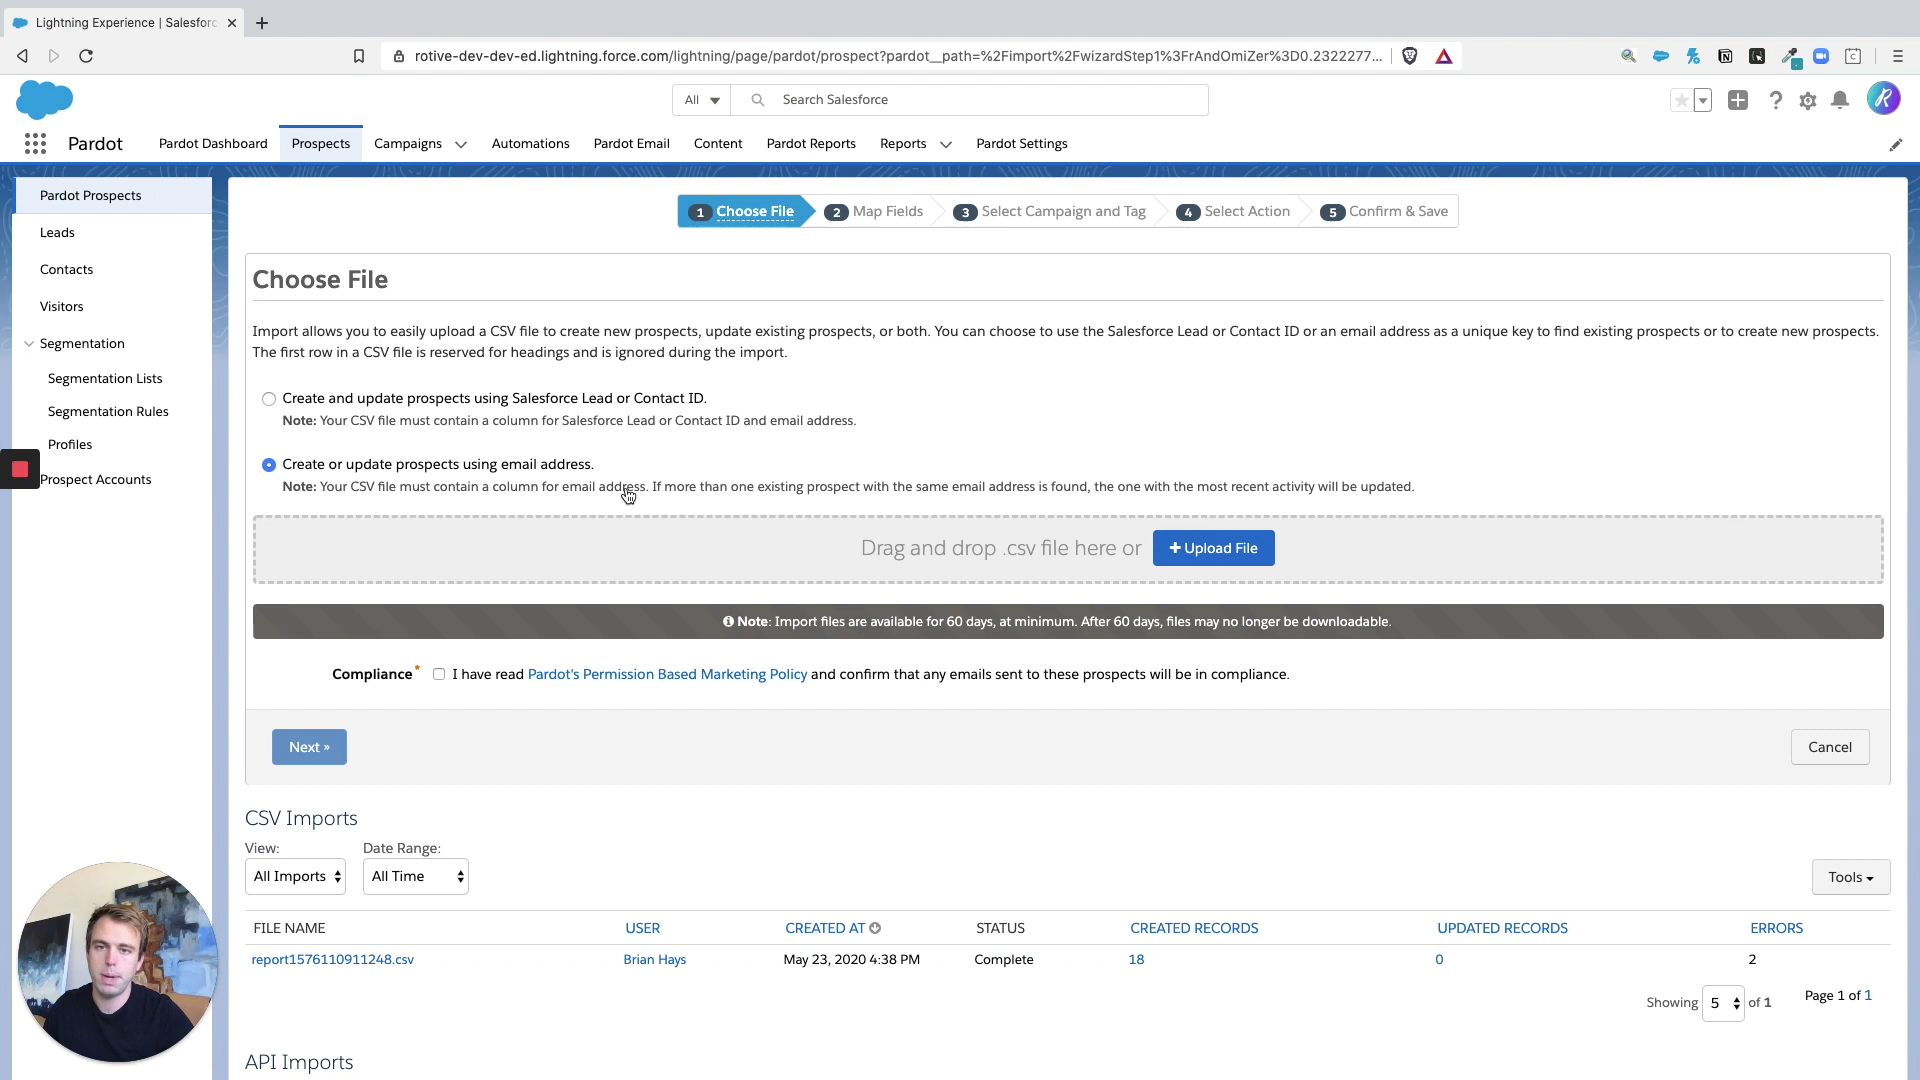 Lightning Experience | Salesforc
rotive-dev-dev-ed.lightning.force.com/lightning/page/pardot/prospect?pardot__path=%2Fimport%2FwizardStep1%3FrAndOmiZer%3D0.2322277...
All
Search Salesforce
Pardot
Pardot Dashboard
Prospects
Campaigns
Automations
Pardot Email
Content
Pardot Reports
Reports
Pardot Settings
Pardot Prospects
Leads
Contacts
Visitors
Segmentation
Segmentation Lists
Segmentation Rules
Profiles
Prospect Accounts
1 Choose File
2 Map Fields
3 Select Campaign and Tag
4 Select Action
5 Confirm & Save
Choose File
Import allows you to easily upload a CSV file to create new prospects, update existing prospects, or both. You can choose to use the Salesforce Lead or Contact ID or an email address as a unique key to find existing prospects or to create new prospects.
The first row in a CSV file is reserved for headings and is ignored during the import.
Create and update prospects using Salesforce Lead or Contact ID.
Note: Your CSV file must contain a column for Salesforce Lead or Contact ID and email address.
Create or update prospects using email address.
Note: Your CSV file must contain a column for email address. If more than one existing prospect with the same email address is found, the one with the most recent activity will be updated.
Drag and drop .csv file here or
+ Upload File
Note: Import files are available for 60 days, at minimum. After 60 days, files may no longer be downloadable.
Compliance * I have read Pardot's Permission Based Marketing Policy and confirm that any emails sent to these prospects will be in compliance.
Next »
Cancel
CSV Imports
View:
Date Range:
All Imports
All Time
Tools
FILE NAME USER CREATED AT STATUS CREATED RECORDS UPDATED RECORDS ERRORS
report1576110911248.csv Brian Hays May 23, 2020 4:38 PM Complete 18 0 2
Showing 5 of 1
Page 1 of 1
API Imports